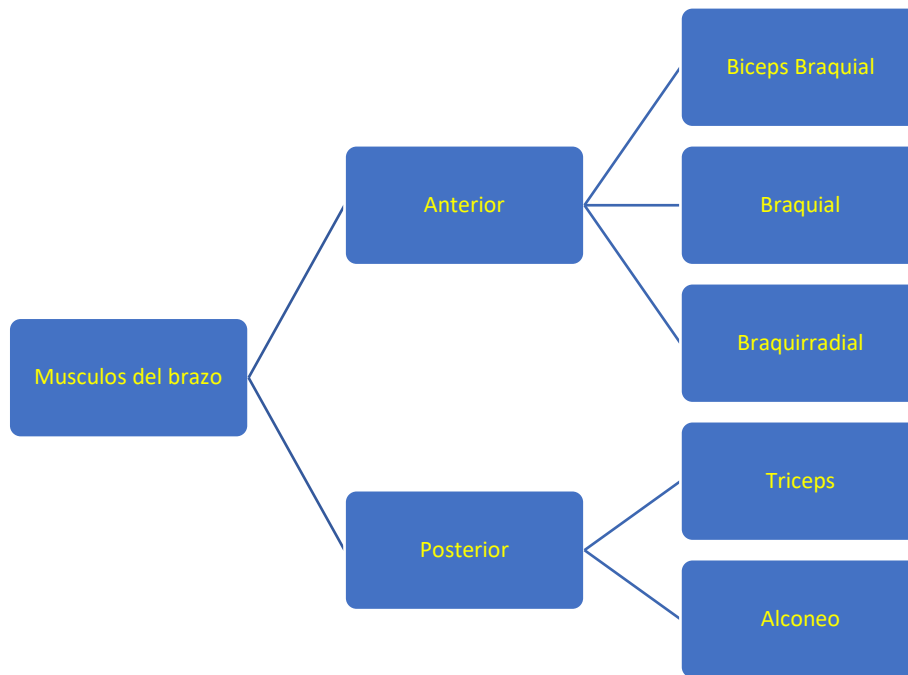 Musculos del brazo
Anterior
Biceps Braquial
Braquial
Braquirradial
Posterior
Triceps
Alconeo